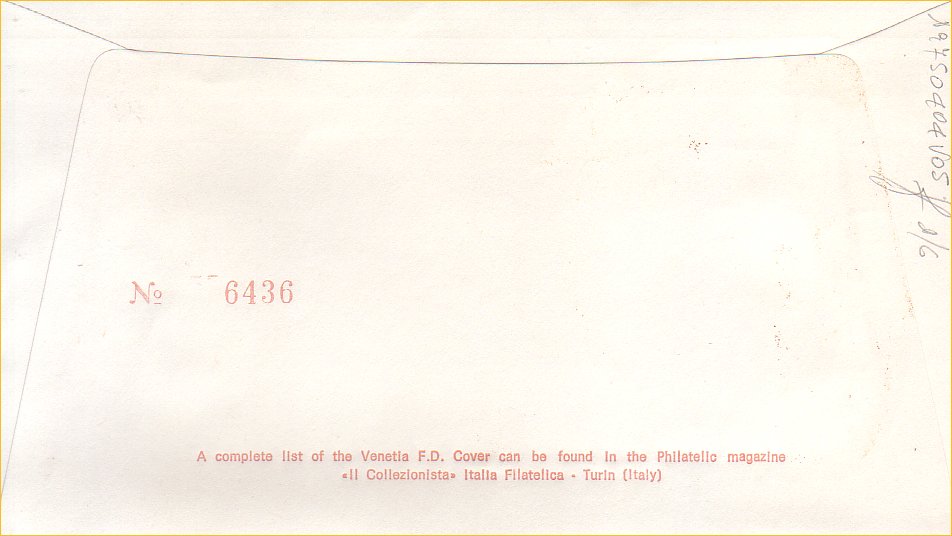 № 6436
A complete list of the Venetia F.D. Cover can be found in the Philatelic magazine
«Il Collezionista» Italia Filatelica - Turin (Italy)